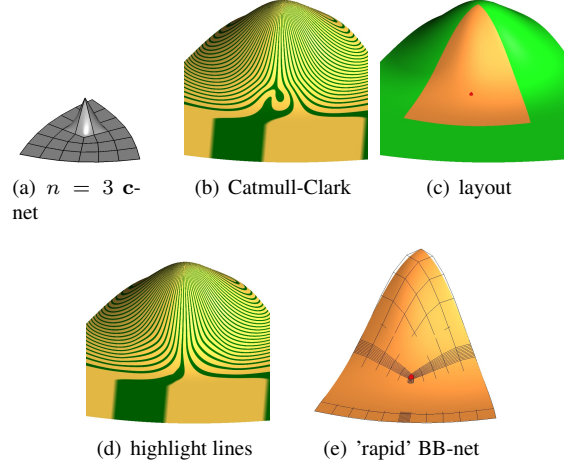 (a) n = 3 c-
net
(b) Catmull-Clark
(c) layout
(d) highlight lines
(e) 'rapid' BB-net